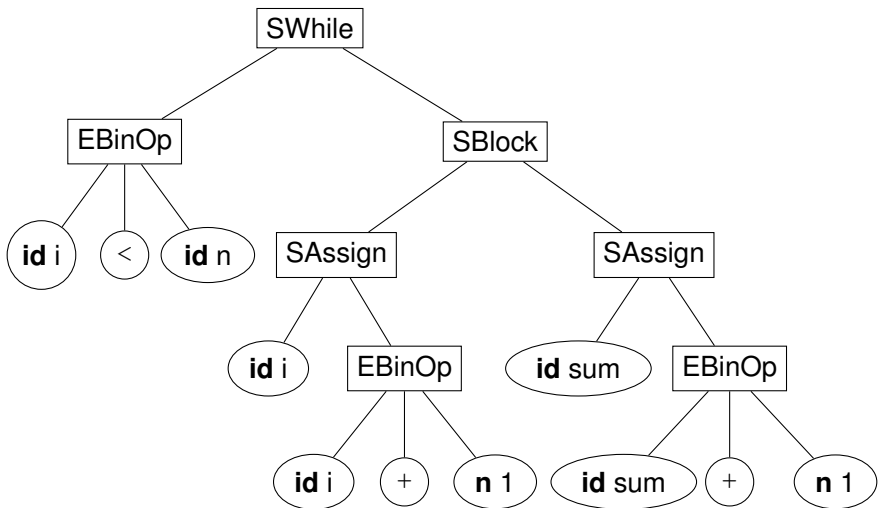 SWhile
EBinOp SBlock
id i < id n SAssign SAssign
id i EBinOp id sum EBinOp
id i + n 1 id sum + n 1